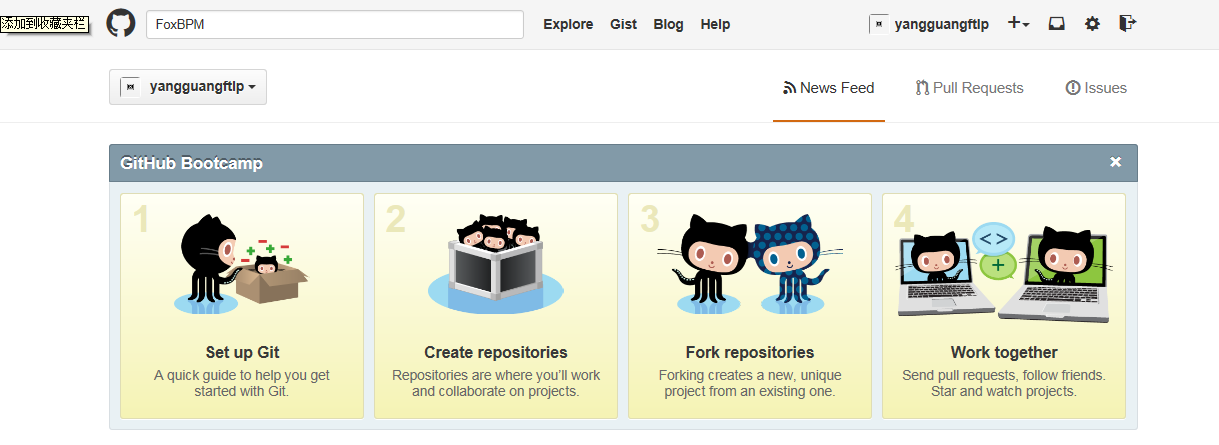 添加到收藏夹栏
FoxBPM
Explore Gist Blog Help
yangguangftlp
yangguangftlp
News Feed Pull Requests Issues
GitHub Bootcamp
1
Set up Git
A quick guide to help you get
started with Git.
2
Create repositories
Repositories are where you’ll work
and collaborate on projects.
3
Fork repositories
Forking creates a new, unique
project from an existing one.
4
Work together
Send pull requests, follow friends.
Star and watch projects.